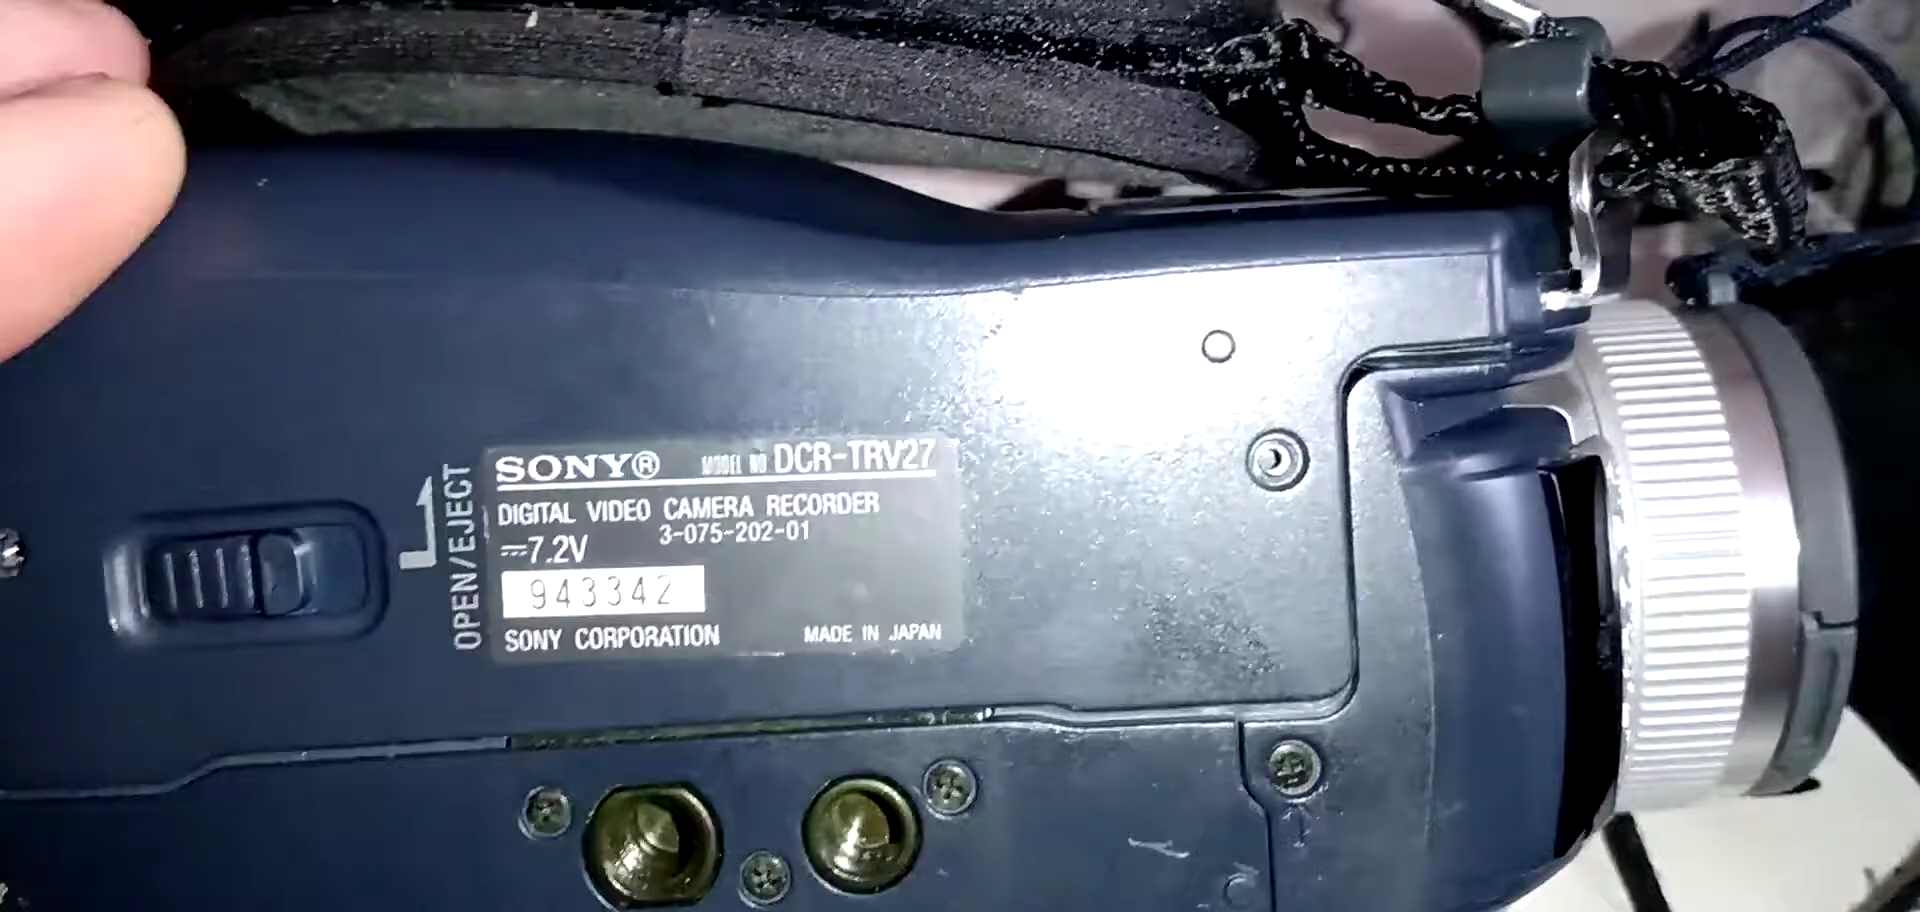 SONY® MODEL NO. DCR-TRV27
DIGITAL VIDEO CAMERA RECORDER
3-075-202-01
⎓7.2V
943342
SONY CORPORATION MADE IN JAPAN
OPEN/EJECT